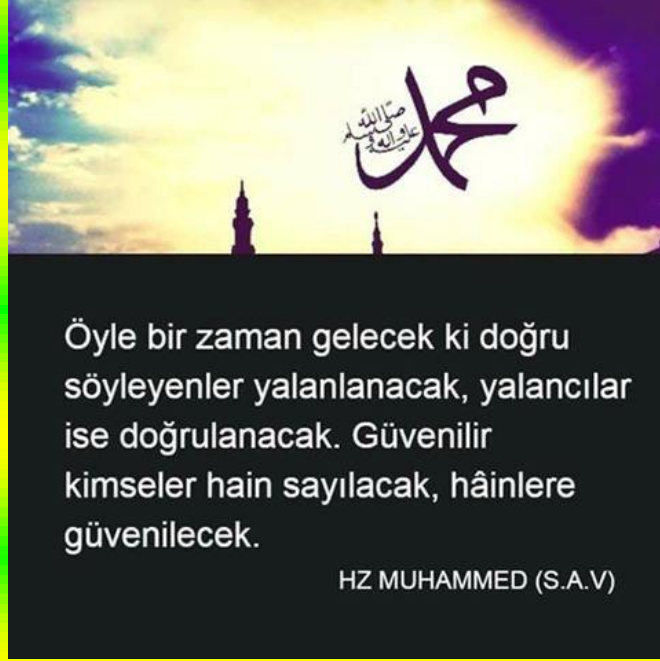 محمد
صلى الله
عليه وآله وسلم
Öyle bir zaman gelecek ki doğru
söyleyenler yalanlanacak, yalancılar
ise doğrulanacak. Güvenilir
kimseler hain sayılacak, hâinlere
güvenilecek.
HZ MUHAMMED (S.A.V)